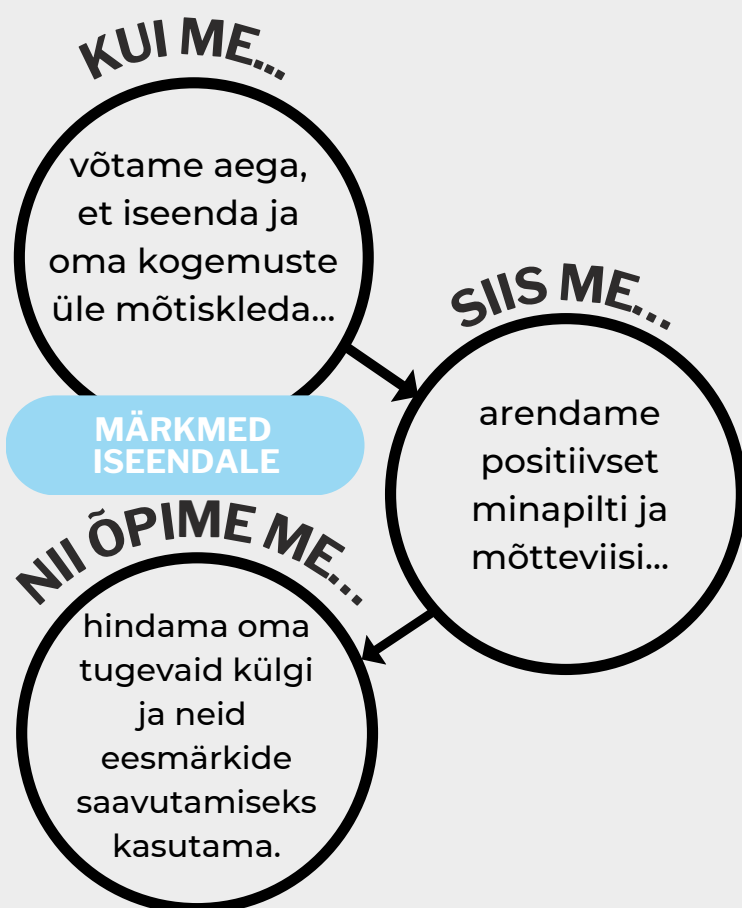 KUI ME...
võtame aega,
et iseenda ja
oma kogemuste
üle mõtiskleda...
SIIS ME...
arendame
positiivset
minapilti ja
mõtteviisi...
MÄRKMED
ISEENDALE
NII ÕPIME ME...
hindama oma
tugevaid külgi
ja neid
eesmärkide
saavutamiseks
kasutama.